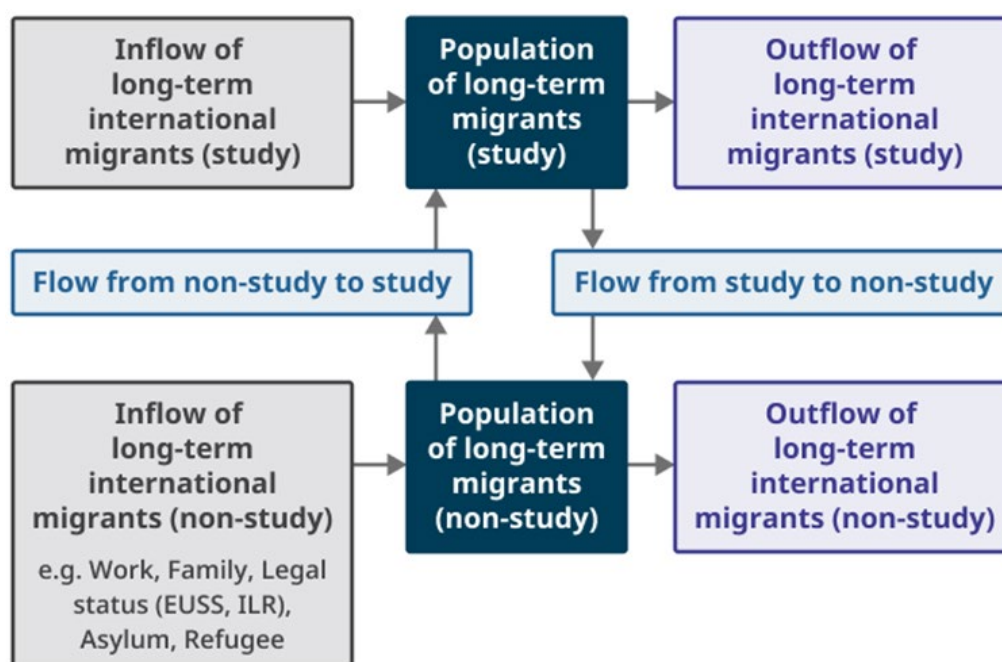 Inflow of
long-term
international
migrants (study)
Population
of long-term
migrants
(study)
Outflow of
long-term
international
migrants (study)
Flow from non-study to study
Flow from study to non-study
Inflow of
long-term
international
migrants (non-study)
e.g. Work, Family, Legal
status (EUSS, ILR),
Asylum, Refugee
Population
of long-term
migrants
(non-study)
Outflow of
long-term
international
migrants (non-study)